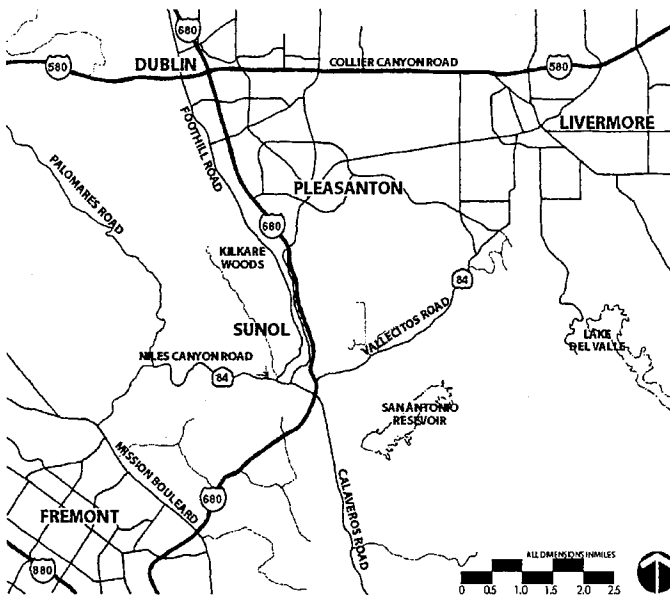 680
580
DUBLIN
COLLIER CANYON ROAD
580
FOOTHILL ROAD
LIVERMORE
PALOMARES ROAD
PLEASANTON
680
KILKARE
WOODS
84
SUNOL
VALLECITOS ROAD
LAKE
DEL VALLE
NILES CANYON ROAD
84
SAN ANTONIO
RESEVOIR
MISSION BOULEARD
680
CALAVEROS ROAD
FREMONT
880
ALL DIMENSIONS IN MILES
0 0.5 1.0 1.5 2.0 2.5